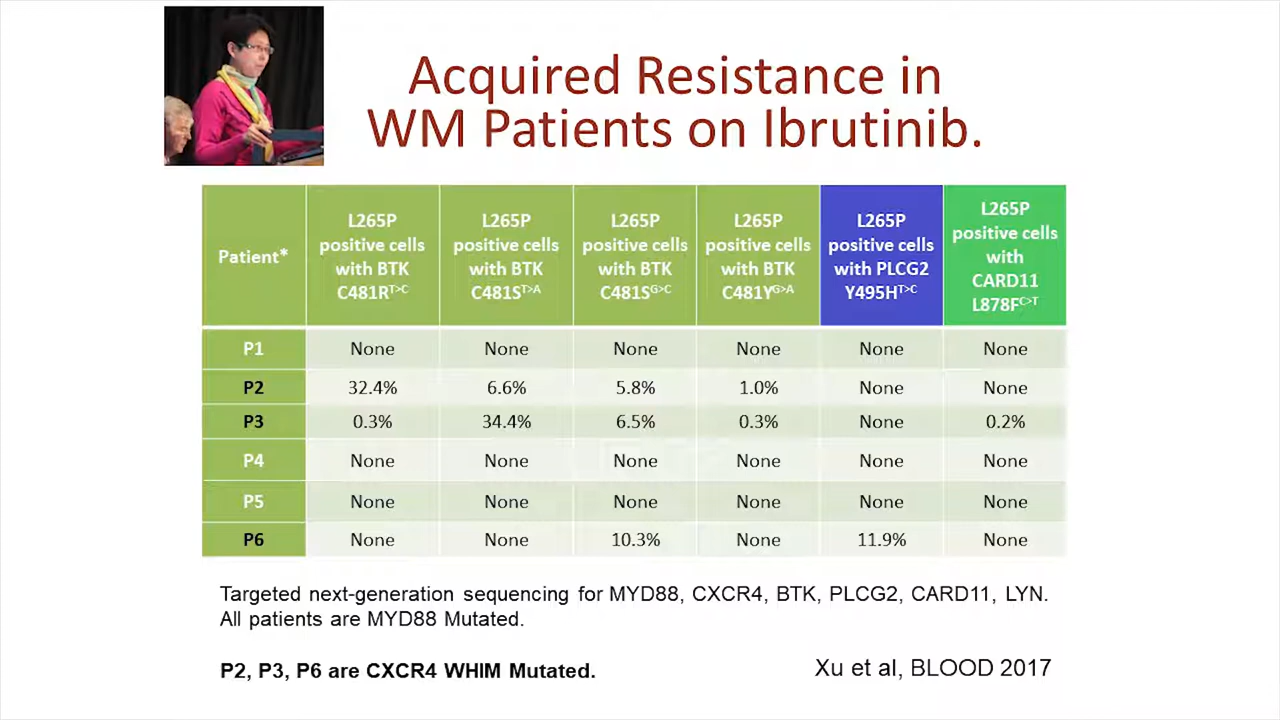 Acquired Resistance in
WM Patients on Ibrutinib.
Patient*
L265P
positive cells
with BTK
C481RT>C
L265P
positive cells
with BTK
C481ST>A
L265P
positive cells
with BTK
C481SG>C
L265P
positive cells
with BTK
C481YG>A
L265P
positive cells
with PLCG2
Y495HT>C
L265P
positive cells
with
CARD11
L878FC>T
P1 None None None None None None
P2 32.4% 6.6% 5.8% 1.0% None None
P3 0.3% 34.4% 6.5% 0.3% None 0.2%
P4 None None None None None None
P5 None None None None None None
P6 None None 10.3% None 11.9% None
Targeted next-generation sequencing for MYD88, CXCR4, BTK, PLCG2, CARD11, LYN.
All patients are MYD88 Mutated.
P2, P3, P6 are CXCR4 WHIM Mutated.
Xu et al, BLOOD 2017